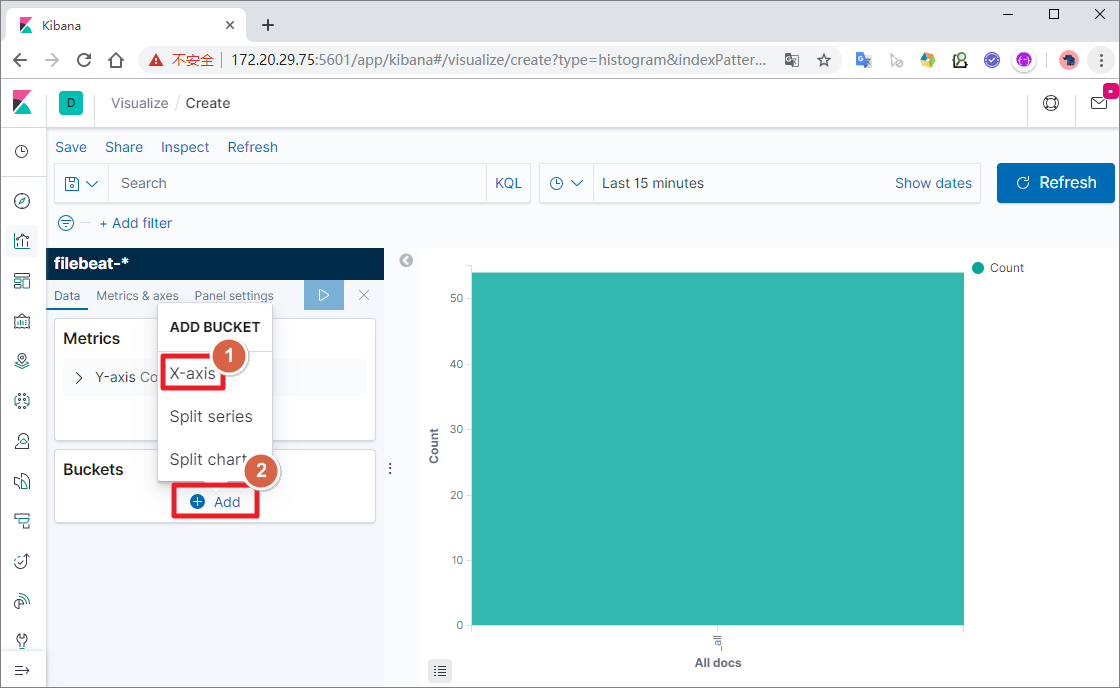 Kibana
不安全 172.20.29.75:5601/app/kibana#/visualize/create?type=histogram&indexPatter...
D Visualize / Create
Save Share Inspect Refresh
Search KQL Last 15 minutes Show dates Refresh
+ Add filter
filebeat-*
Data Metrics & axes Panel settings
ADD BUCKET
Metrics
1
X-axis
Y-axis Co
Split series
Split chart
2
Buckets
Add
Count
50
40
30
20
10
0
Count
_all
All docs